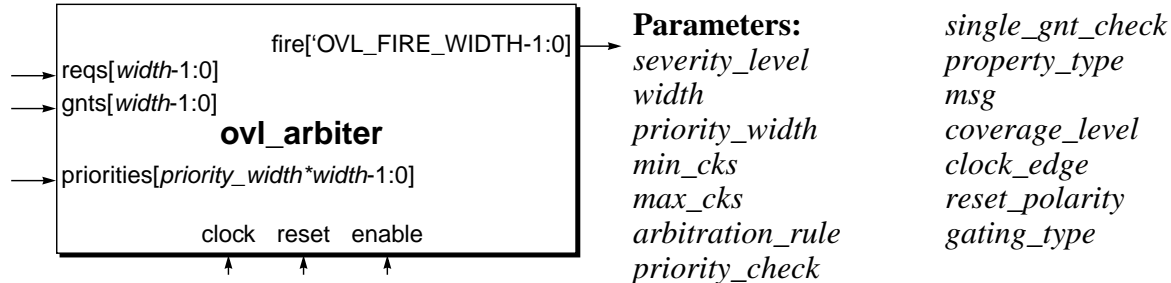 fire[‘OVL_FIRE_WIDTH-1:0]
reqs[width-1:0]
gnts[width-1:0]
ovl_arbiter
priorities[priority_width*width-1:0]
clock reset enable
Parameters:
severity_level
width
priority_width
min_cks
max_cks
arbitration_rule
priority_check
single_gnt_check
property_type
msg
coverage_level
clock_edge
reset_polarity
gating_type